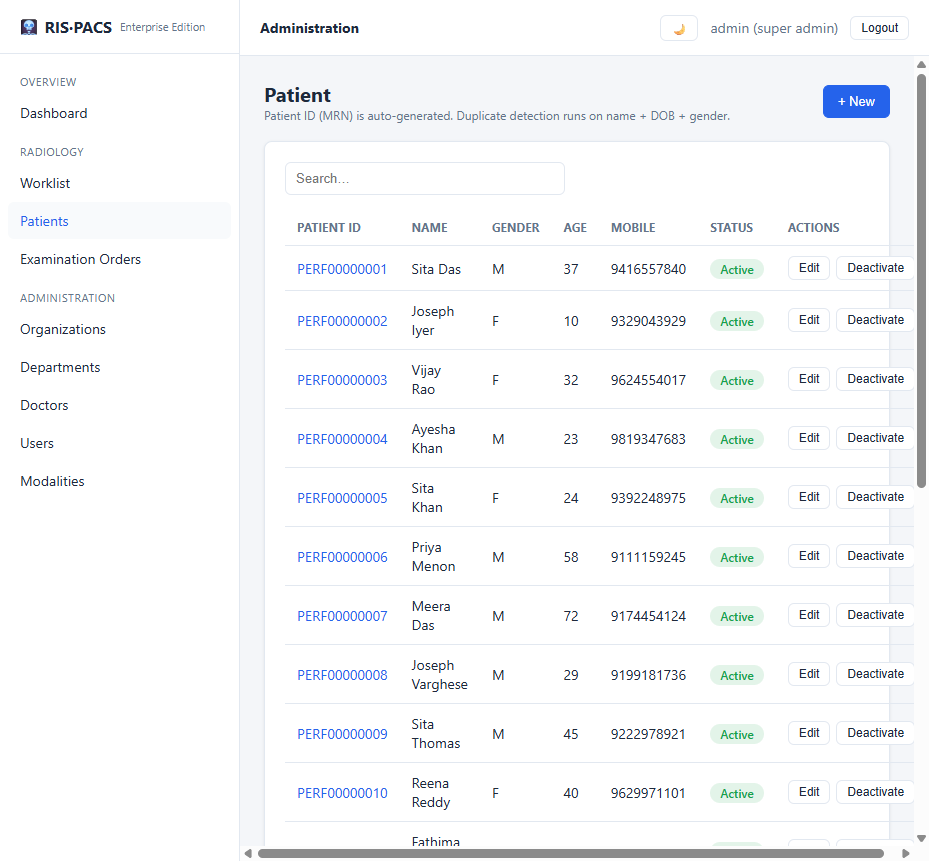 RIS·PACS Enterprise Edition
Administration
🌙
admin (super admin)
Logout
OVERVIEW
Dashboard
RADIOLOGY
Worklist
Patients
Examination Orders
ADMINISTRATION
Organizations
Departments
Doctors
Users
Modalities
Patient
Patient ID (MRN) is auto-generated. Duplicate detection runs on name + DOB + gender.
+ New
Search...
PATIENT ID NAME GENDER AGE MOBILE STATUS ACTIONS
PERF00000001 Sita Das M 37 9416557840 Active Edit Deactivate
PERF00000002 Joseph Iyer F 10 9329043929 Active Edit Deactivate
PERF00000003 Vijay Rao F 32 9624554017 Active Edit Deactivate
PERF00000004 Ayesha Khan M 23 9819347683 Active Edit Deactivate
PERF00000005 Sita Khan F 24 9392248975 Active Edit Deactivate
PERF00000006 Priya Menon M 58 9111159245 Active Edit Deactivate
PERF00000007 Meera Das M 72 9174454124 Active Edit Deactivate
PERF00000008 Joseph Varghese M 29 9199181736 Active Edit Deactivate
PERF00000009 Sita Thomas M 45 9222978921 Active Edit Deactivate
PERF00000010 Reena Reddy F 40 9629971101 Active Edit Deactivate
Fathima